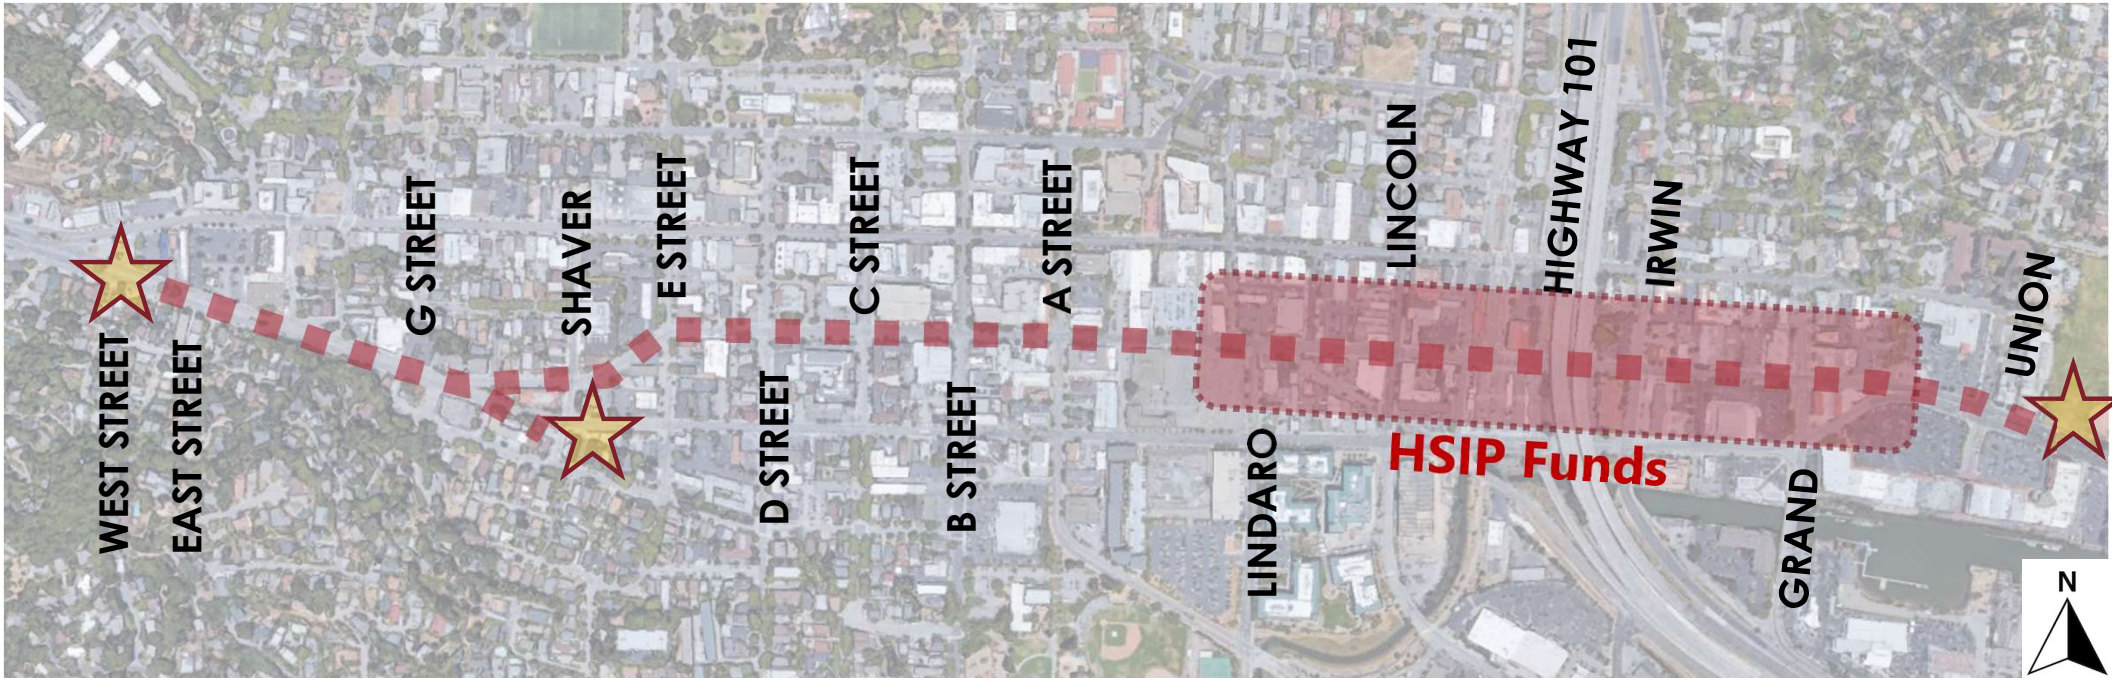 WEST STREET
EAST STREET
G STREET
SHAVER
E STREET
D STREET
C STREET
B STREET
A STREET
LINDARO
LINCOLN
HIGHWAY 101
HSIP Funds
IRWIN
GRAND
UNION
N